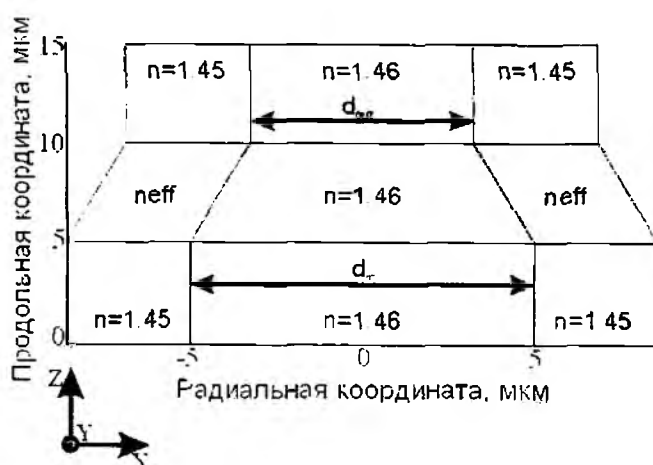 Продольная координата, мкм
15
n=1.45 n=1.46 n=1.45
10
neff n=1.46 neff
5
n=1.45 n=1.46 n=1.45
0
-5 0 5
Радиальная координата, мкм
Z
Y
X